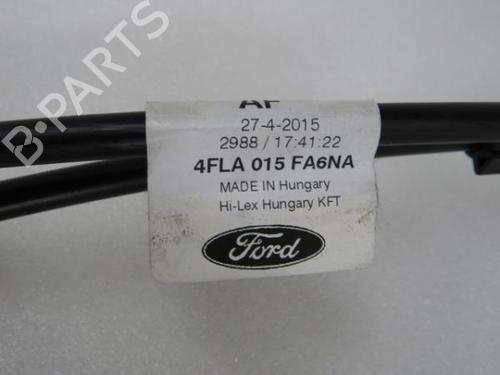 B-PARTS
AF
27-4-2015
2988 / 17:41:22
4FLA 015 FA6NA
MADE IN Hungary
Hi-Lex Hungary KFT
Ford